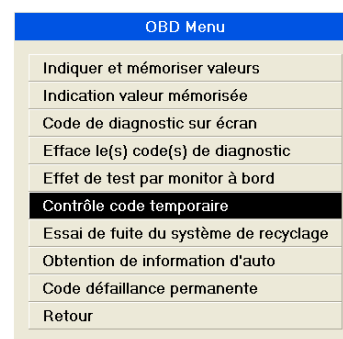 OBD Menu
Indiquer et mémoriser valeurs
Indication valeur mémorisée
Code de diagnostic sur écran
Efface le(s) code(s) de diagnostic
Effet de test par monitor à bord
Contrôle code temporaire
Essai de fuite du système de recyclage
Obtention de information d'auto
Code défaillance permanente
Retour